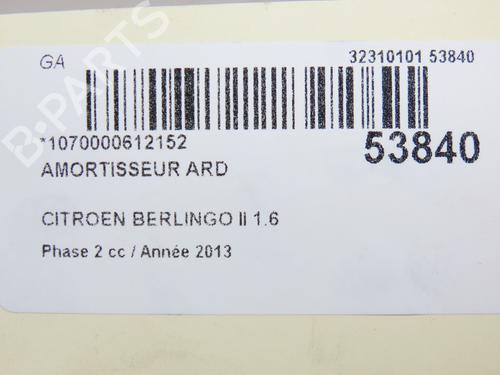 GA
32310101 53840
*1070000612152
53840
AMORTISSEUR ARD
CITROEN BERLINGO II 1.6
Phase 2 cc / Année 2013
B-PARTS